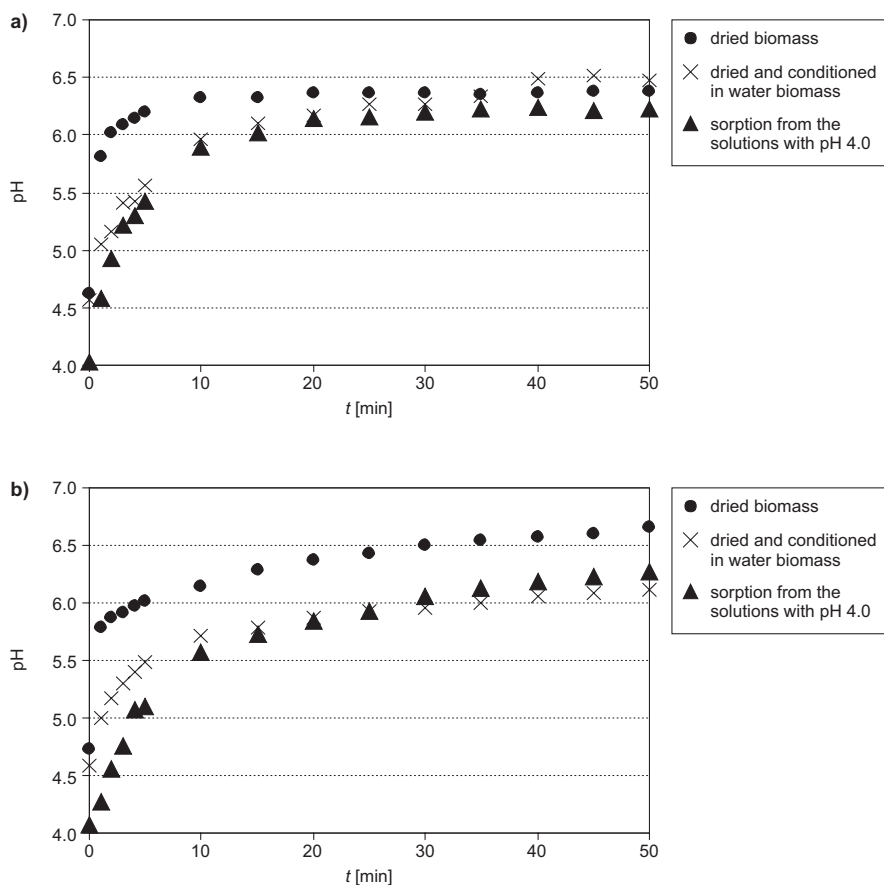 a)
7.0
6.5
6.0
5.5
5.0
4.5
4.0
pH
0 10 20 30 40 50
t [min]
dried biomass
dried and conditioned
in water biomass
sorption from the
solutions with pH 4.0
b)
7.0
6.5
6.0
5.5
5.0
4.5
4.0
pH
0 10 20 30 40 50
t [min]
dried biomass
dried and conditioned
in water biomass
sorption from the
solutions with pH 4.0